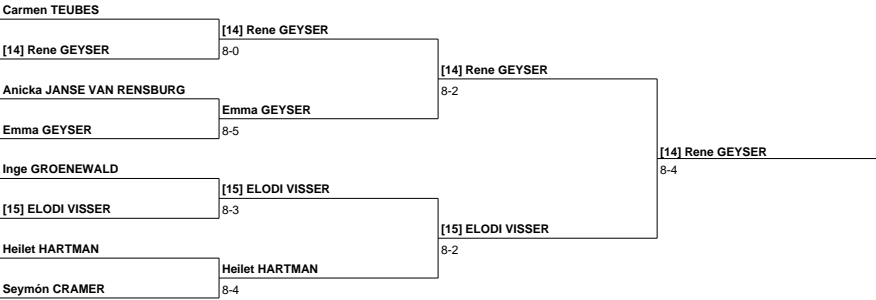 Carmen TEUBES
[14] Rene GEYSER
[14] Rene GEYSER
8-0
[14] Rene GEYSER
8-2
Anicka JANSE VAN RENSBURG
Emma GEYSER
Emma GEYSER
8-5
[14] Rene GEYSER
8-4
Inge GROENEWALD
[15] ELODI VISSER
[15] ELODI VISSER
8-3
[15] ELODI VISSER
8-2
Heilet HARTMAN
Heilet HARTMAN
Seymón CRAMER
8-4